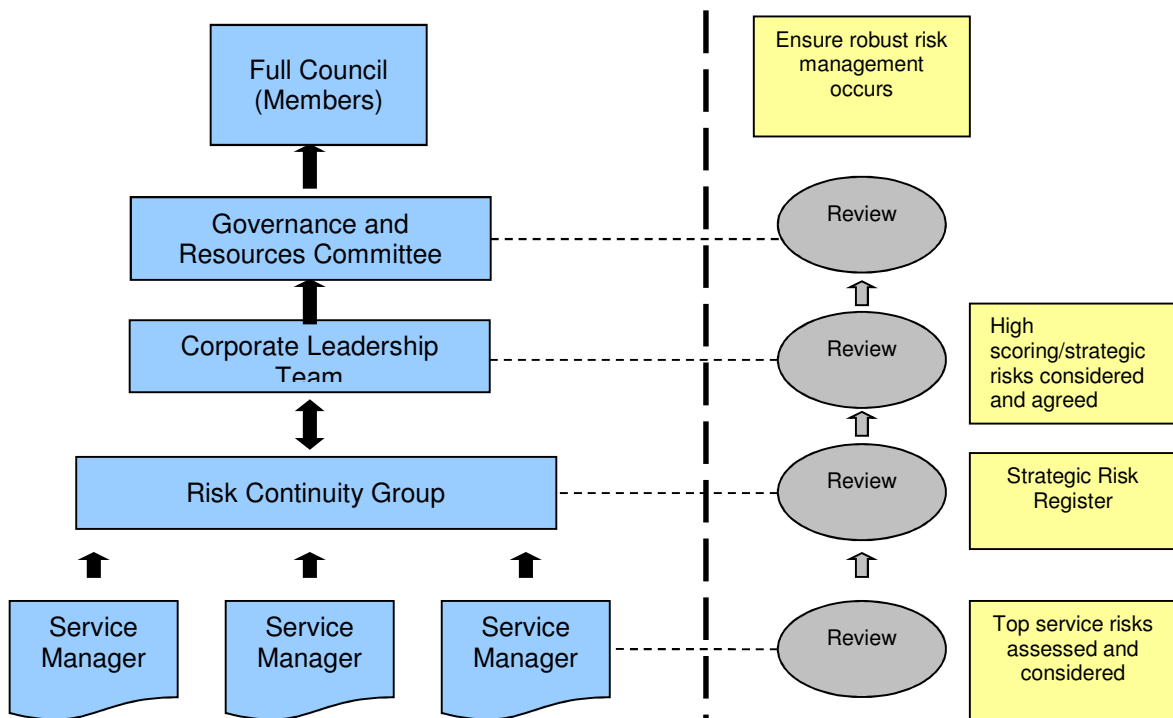 Full Council
(Members)
Ensure robust risk
management
occurs
Governance and
Resources Committee
Review
Corporate Leadership
Team
Review
High
scoring/strategic
risks considered
and agreed
Risk Continuity Group
Review
Strategic Risk
Register
Service
Manager
Service
Manager
Service
Manager
Review
Top service risks
assessed and
considered